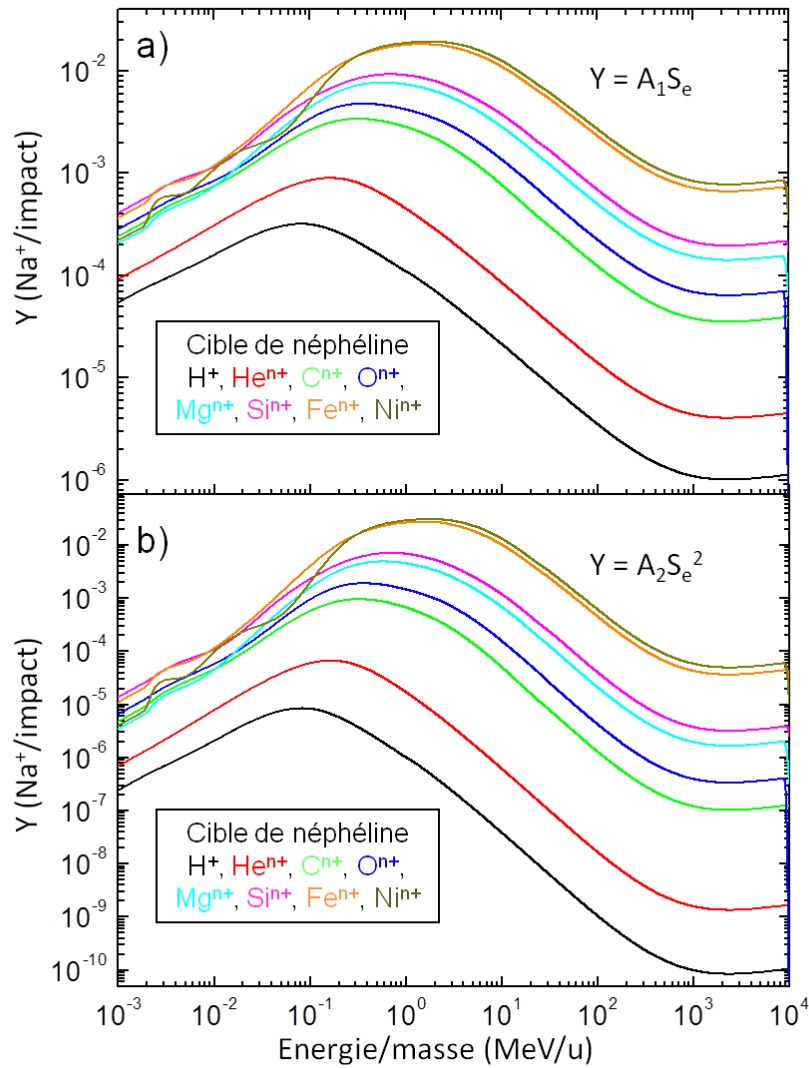 a)
Y = A₁Sₑ
10⁻²
10⁻³
10⁻⁴
10⁻⁵
10⁻⁶
Y (Na⁺/impact)
Cible de néphéline
H⁺, Heⁿ⁺, Cⁿ⁺, Oⁿ⁺,
Mgⁿ⁺, Siⁿ⁺, Feⁿ⁺, Niⁿ⁺
b)
Y = A₂Sₑ²
10⁻²
10⁻³
10⁻⁴
10⁻⁵
10⁻⁶
10⁻⁷
10⁻⁸
10⁻⁹
10⁻¹⁰
Y (Na⁺/impact)
Cible de néphéline
H⁺, Heⁿ⁺, Cⁿ⁺, Oⁿ⁺,
Mgⁿ⁺, Siⁿ⁺, Feⁿ⁺, Niⁿ⁺
10⁻³ 10⁻² 10⁻¹ 10⁰ 10¹ 10² 10³ 10⁴
Energie/masse (MeV/u)